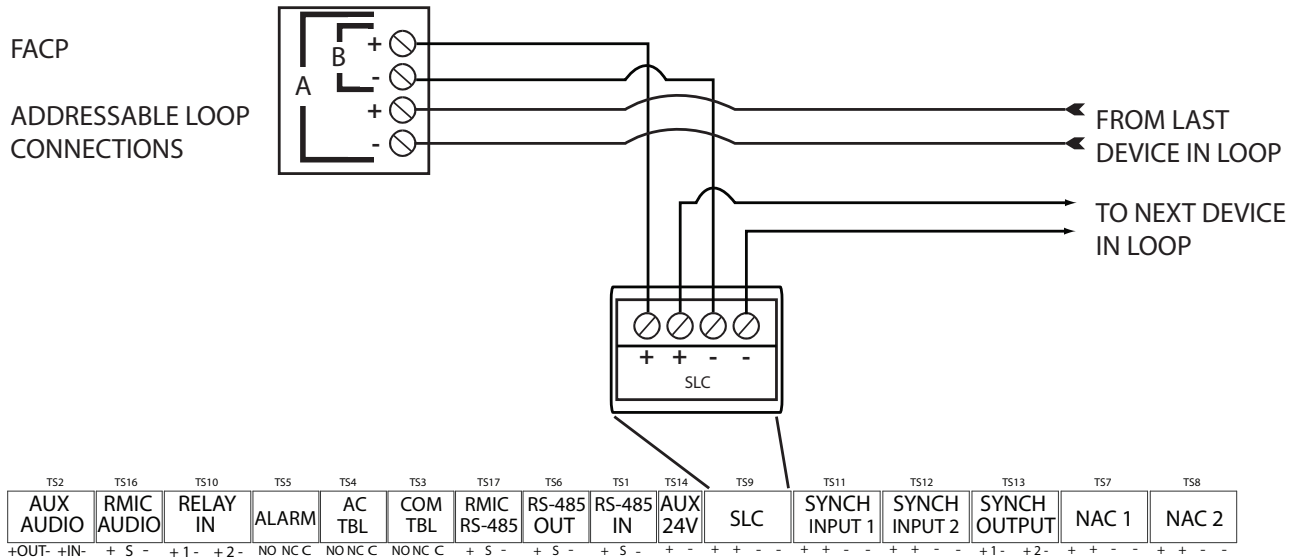 FACP
ADDRESSABLE LOOP
CONNECTIONS
A
B
+
-
+
-
FROM LAST
DEVICE IN LOOP
TO NEXT DEVICE
IN LOOP
+ + - -
SLC
TS2 TS16 TS10 TS5 TS4 TS3 TS17 TS6 TS1 TS14 TS9 TS11 TS12 TS13 TS7 TS8
AUX AUDIO
RMIC AUDIO
RELAY IN
ALARM
AC TBL
COM TBL
RMIC RS-485
RS-485 OUT
RS-485 IN
AUX 24V
SLC
SYNCH INPUT 1
SYNCH INPUT 2
SYNCH OUTPUT
NAC 1
NAC 2
+OUT- +IN- + S - +1- +2- NO NC C NO NC C NO NC C + S - + S - + S - + - + + - - + + - - + + - - +1- +2- + + - - + + - -